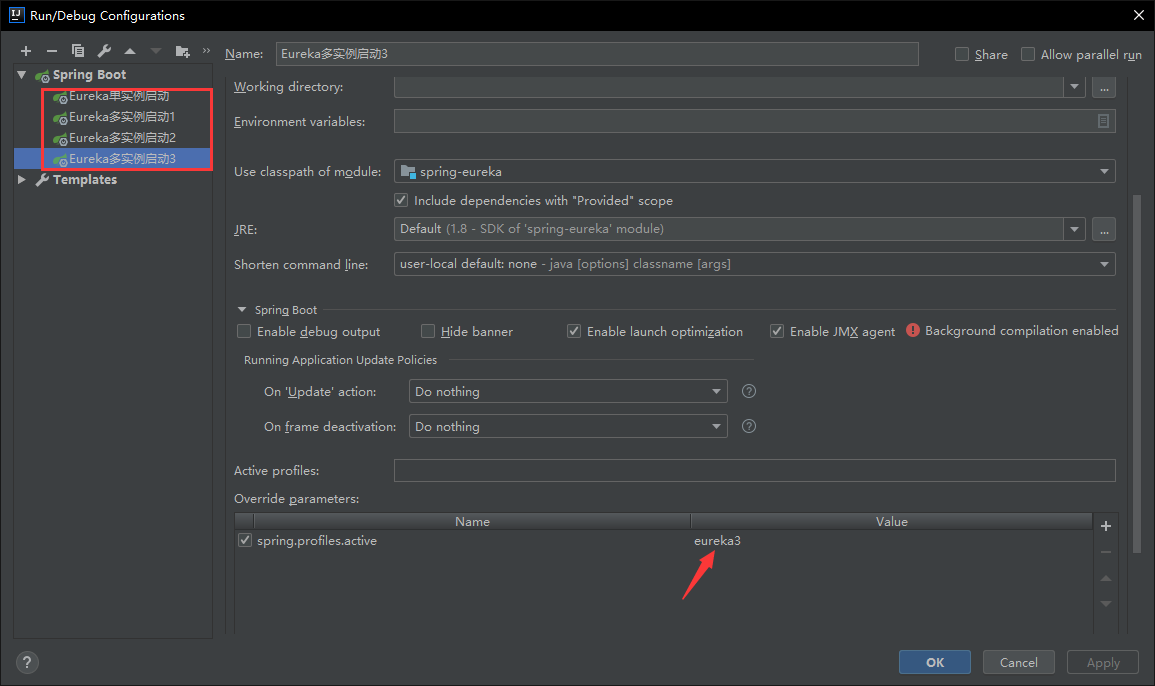 Run/Debug Configurations
Name: Eureka多实例启动3 Share Allow parallel run
Spring Boot
Eureka单实例启动
Eureka多实例启动1
Eureka多实例启动2
Eureka多实例启动3
Templates
Working directory: ...
Environment variables:
Use classpath of module: spring-eureka
Include dependencies with "Provided" scope
JRE: Default (1.8 - SDK of 'spring-eureka' module) ...
Shorten command line: user-local default: none - java [options] classname [args]
Spring Boot
Enable debug output Hide banner Enable launch optimization Enable JMX agent Background compilation enabled
Running Application Update Policies
On 'Update' action: Do nothing
On frame deactivation: Do nothing
Active profiles:
Override parameters:
Name Value
spring.profiles.active eureka3
OK Cancel Apply